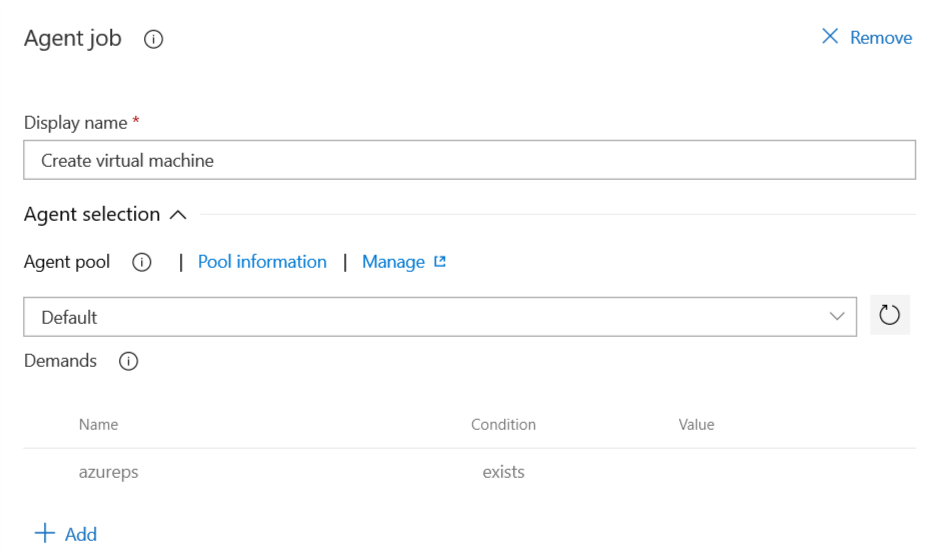 Agent job
Remove
Display name *
Create virtual machine
Agent selection
Agent pool | Pool information | Manage
Default
Demands
Name Condition Value
azureps exists
+ Add